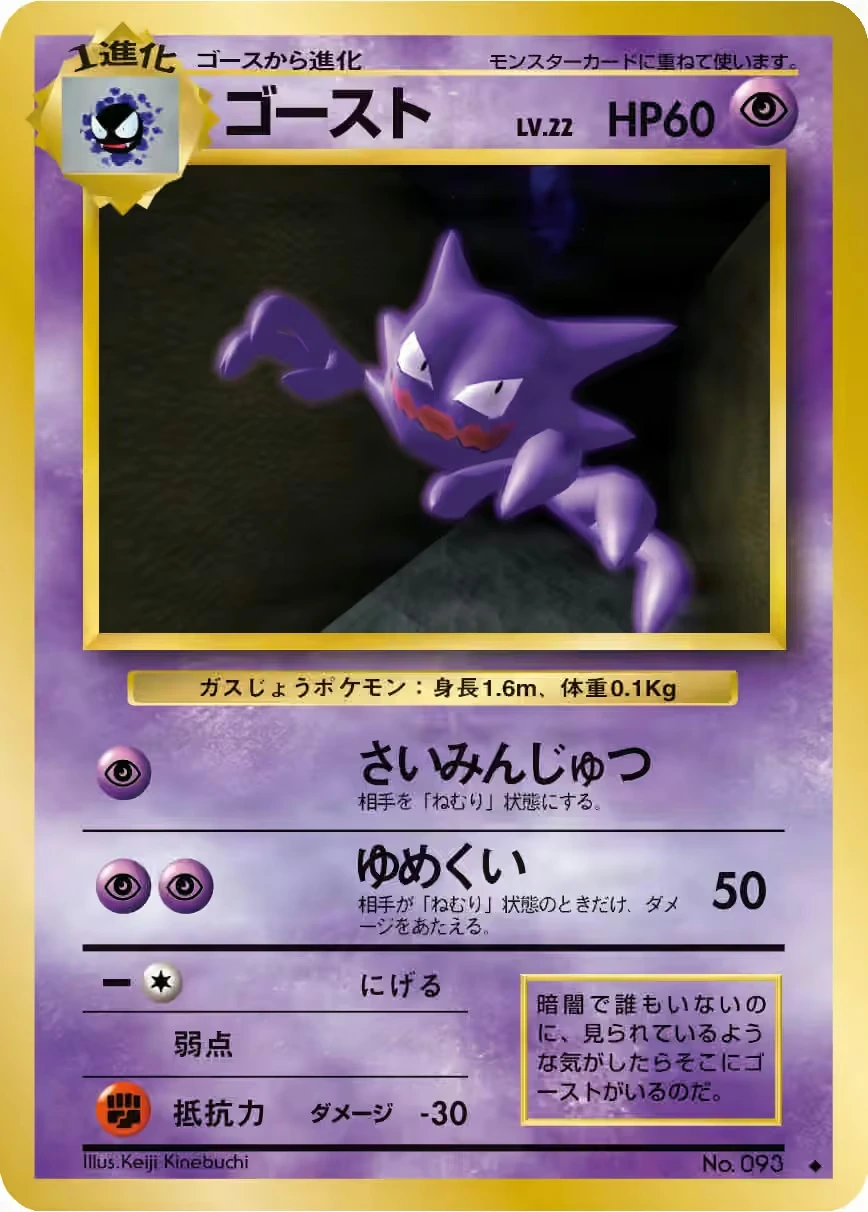 1進化 ゴースから進化 モンスターカードに重ねて使います。
ゴースト LV.22 HP60
ガスじょうポケモン：身長1.6m、体重0.1Kg
さいみんじゅつ
相手を「ねむり」状態にする。
ゆめくい 50
相手が「ねむり」状態のときだけ、ダメ
ージをあたえる。
にげる
弱点
抵抗力 ダメージ -30
暗闇で誰もいないの
に、見られているよう
な気がしたらそこにゴ
ーストがいるのだ。
Illus.Keiji Kinebuchi No. 093